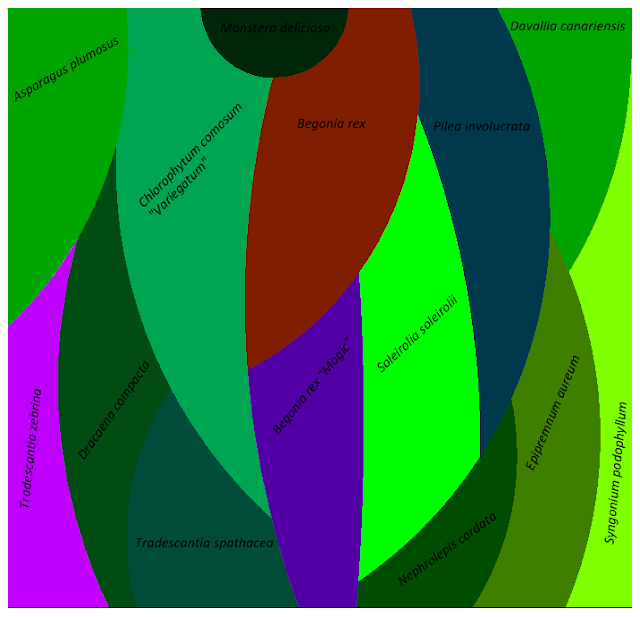 Monstera deliciosa
Davallia canariensis
Asparagus plumosus
Begonia rex
Pilea involucrata
Chlorophytum comosum
"Variegatum"
Soleirolia soleirolii
Begonia rex "Magic"
Dracaena compacta
Epipremnum aureum
Tradescantia zebnna
Syngonium podophyllum
Tradescantia spathacea
Nephrolepis cordata